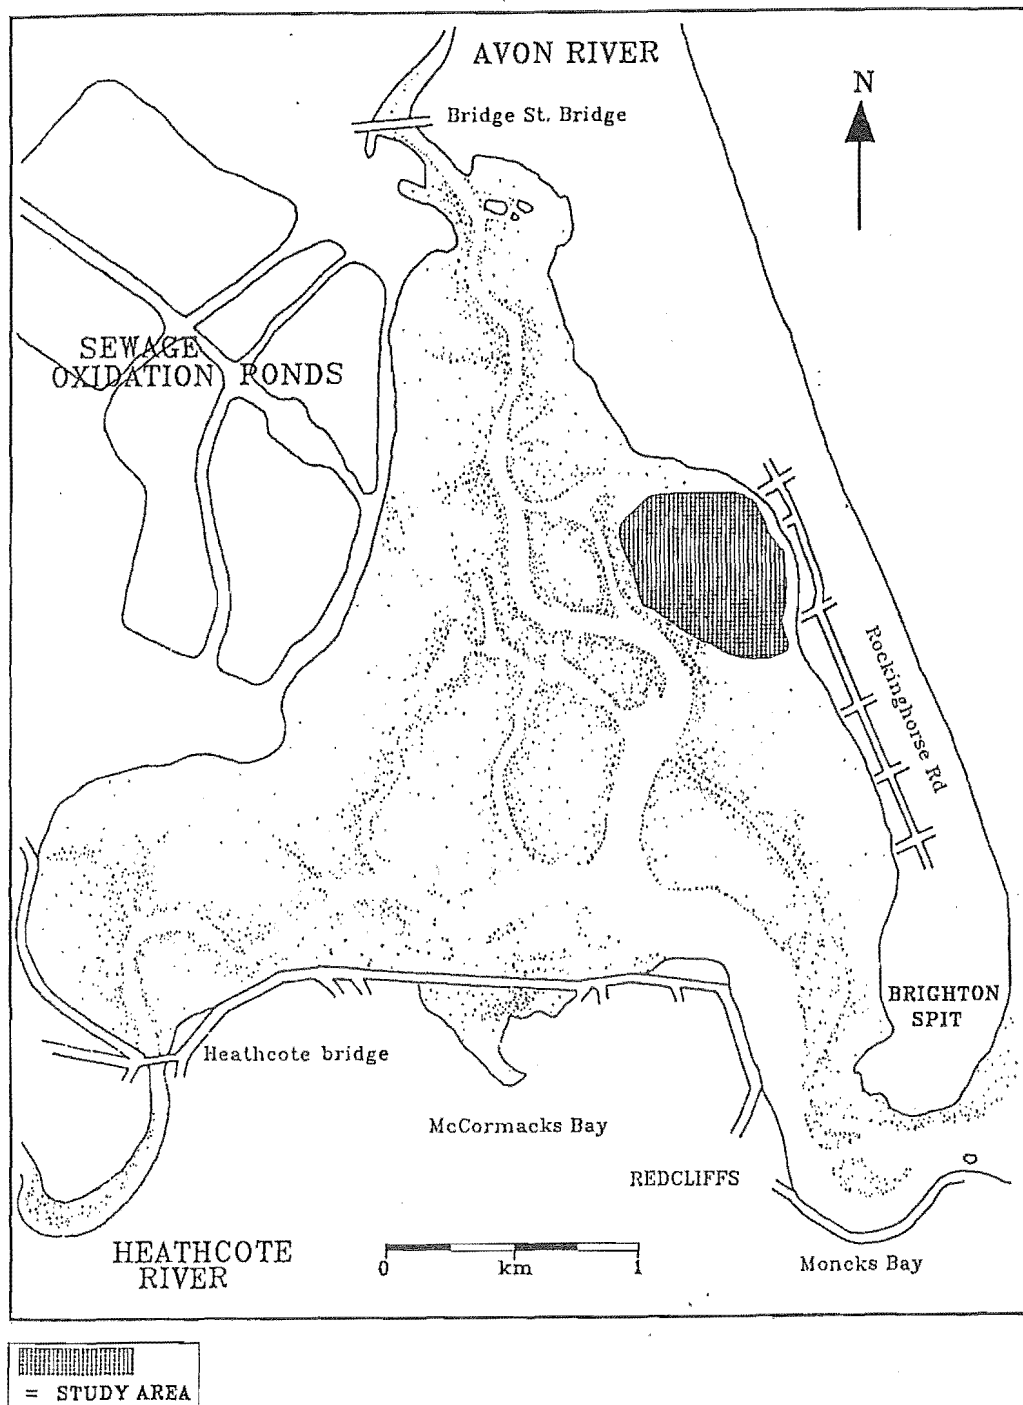 AVON RIVER
N
Bridge St. Bridge
SEWAGE
OXIDATION PONDS
Rockinghorse Rd
BRIGHTON
SPIT
Heathcote bridge
McCormacks Bay
REDCLIFFS
HEATHCOTE
RIVER
0 km 1
Moncks Bay
= STUDY AREA